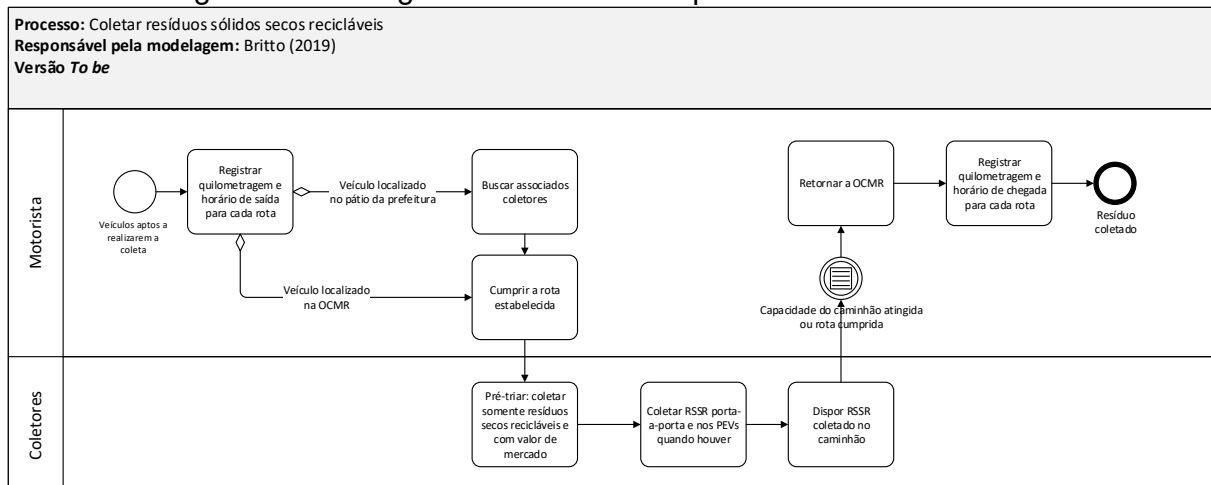 Processo: Coletar resíduos sólidos secos recicláveis
Responsável pela modelagem: Britto (2019)
Versão To be
Motorista
Veículos aptos a
realizarem a
coleta
Registrar
quilometragem e
horário de saída
para cada rota
Veículo localizado
no pátio da prefeitura
Buscar associados
coletores
Veículo localizado
na OCMR
Cumprir a rota
estabelecida
Retornar a OCMR
Registrar
quilometragem e
horário de chegada
para cada rota
Resíduo
coletado
Capacidade do caminhão atingida
ou rota cumprida
Coletores
Pré-triar: coletar
somente resíduos
secos recicláveis e
com valor de
mercado
Coletar RSSR porta-
a-porta e nos PEVs
quando houver
Dispor RSSR
coletado no
caminhão